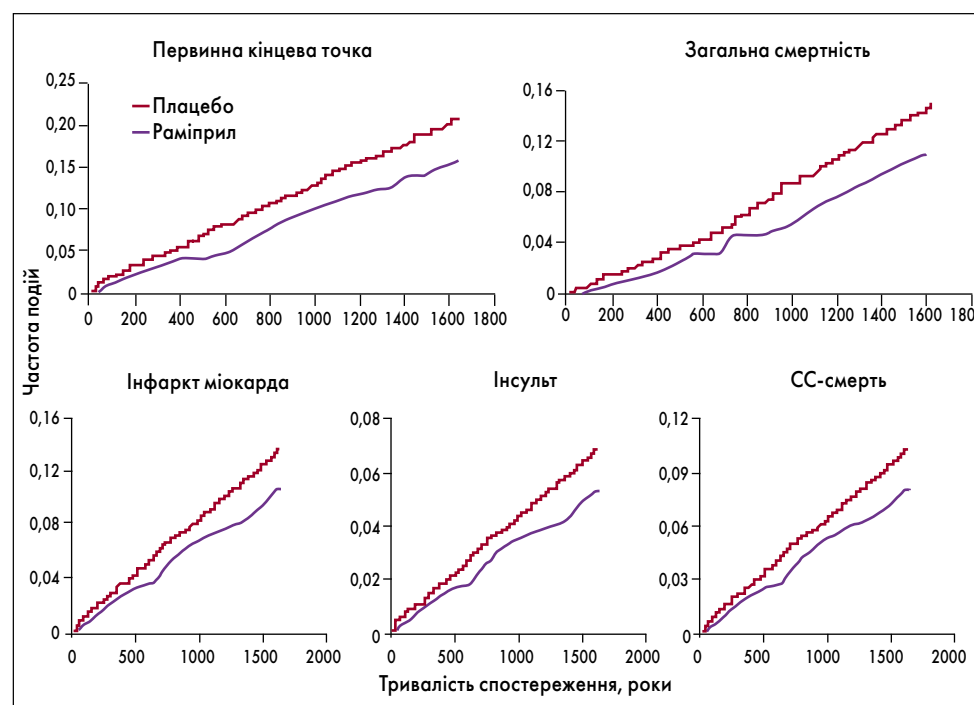 Первинна кінцева точка
0,25
0,20
0,15
0,10
0,05
0
Плацебо
Раміприл
0 200 400 600 800 1000 1200 1400 1600 1800
Загальна смертність
0,16
0,12
0,08
0,04
0
0 200 400 600 800 1000 1200 1400 1600 180
Частота подій
Інфаркт міокарда
0,16
0,12
0,08
0,04
0
0 500 1000 1500 2000
Інсульт
0,08
0,06
0,04
0,02
0
0 500 1000 1500 2000
СС-смерть
0,12
0,09
0,06
0,03
0
0 500 1000 1500 2000
Тривалість спостереження, роки